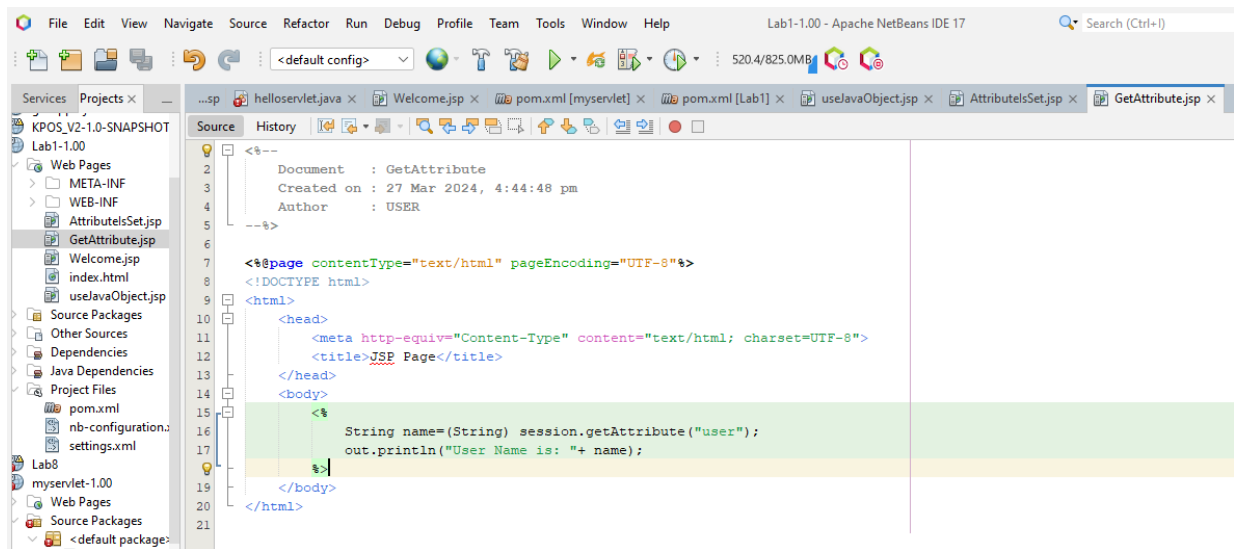 File Edit View Navigate Source Refactor Run Debug Profile Team Tools Window Help Lab1-1.00 - Apache NetBeans IDE 17 Search (Ctrl+I)
<default config> 520.4/825.0MB
Services Projects × ...sp helloservlet.java × Welcome.jsp × pom.xml [myservlet] × pom.xml [Lab1] × useJavaObject.jsp × AttributeIsSet.jsp × GetAttribute.jsp ×
KPOS_V2-1.0-SNAPSHOT
Lab1-1.00
Web Pages
META-INF
WEB-INF
AttributeIsSet.jsp
GetAttribute.jsp
Welcome.jsp
index.html
useJavaObject.jsp
Source Packages
Other Sources
Dependencies
Java Dependencies
Project Files
pom.xml
nb-configuration.
settings.xml
Lab8
myservlet-1.00
Web Pages
Source Packages
<default package>
Source History
<%--
2 Document : GetAttribute
3 Created on : 27 Mar 2024, 4:44:48 pm
4 Author : USER
5 --%>
6
7 <%@page contentType="text/html" pageEncoding="UTF-8"%>
8 <!DOCTYPE html>
9 <html>
10 <head>
11 <meta http-equiv="Content-Type" content="text/html; charset=UTF-8">
12 <title>JSP Page</title>
13 </head>
14 <body>
15 <%
16 String name=(String) session.getAttribute("user");
17 out.println("User Name is: "+ name);
%>
19 </body>
20 </html>
21